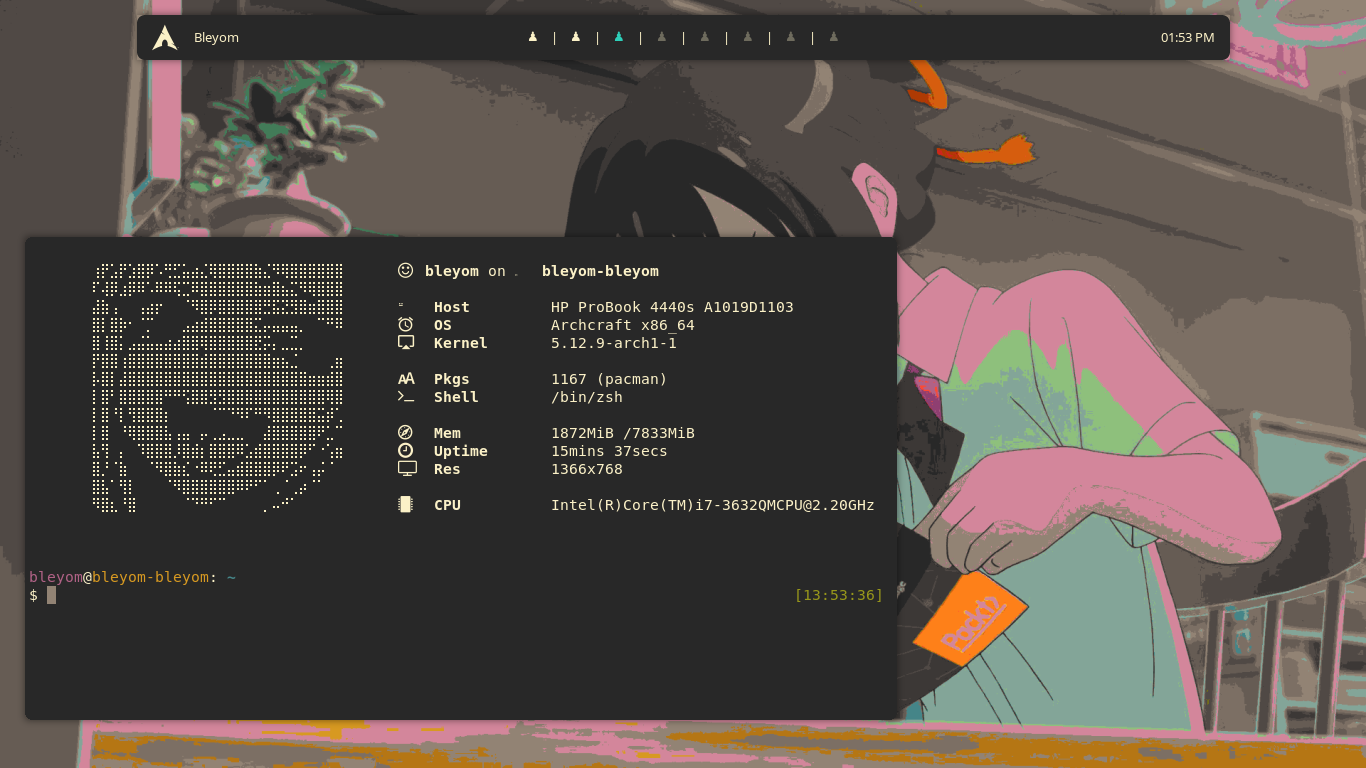 Bleyom
01:53 PM
bleyom on bleyom-bleyom
Host HP ProBook 4440s A1019D1103
OS Archcraft x86_64
Kernel 5.12.9-arch1-1
Pkgs 1167 (pacman)
Shell /bin/zsh
Mem 1872MiB /7833MiB
Uptime 15mins 37secs
Res 1366x768
CPU Intel(R)Core(TM)i7-3632QMCPU@2.20GHz
bleyom@bleyom-bleyom: ~
$ [13:53:36]